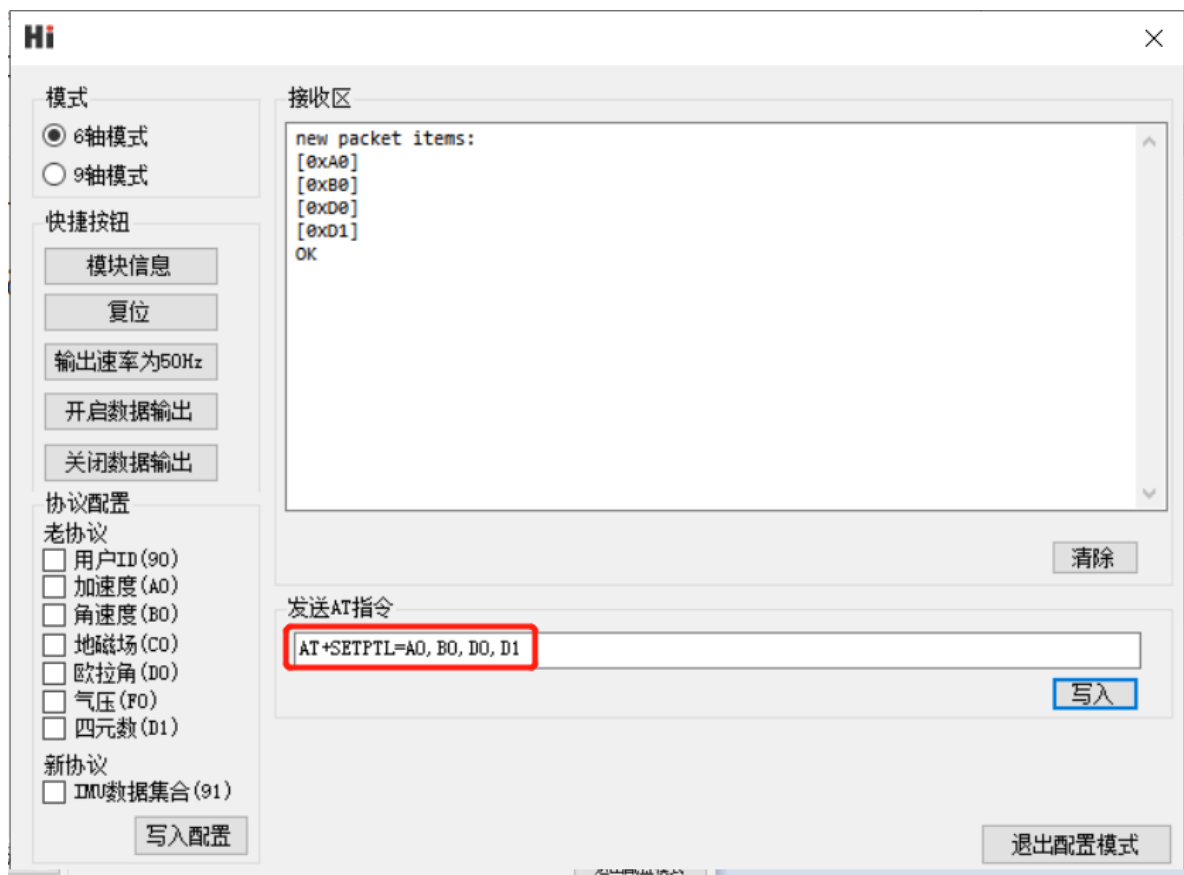 Hi
模式
6轴模式
9轴模式
快捷按钮
模块信息
复位
输出速率为50Hz
开启数据输出
关闭数据输出
协议配置
老协议
用户ID(90)
加速度(A0)
角速度(B0)
地磁场(C0)
欧拉角(D0)
气压(F0)
四元数(D1)
新协议
IMU数据集合(91)
写入配置
接收区
new packet items:
[0xA0]
[0xB0]
[0xD0]
[0xD1]
OK
清除
发送AT指令
AT+SETPTL=A0,B0,D0,D1
写入
退出配置模式